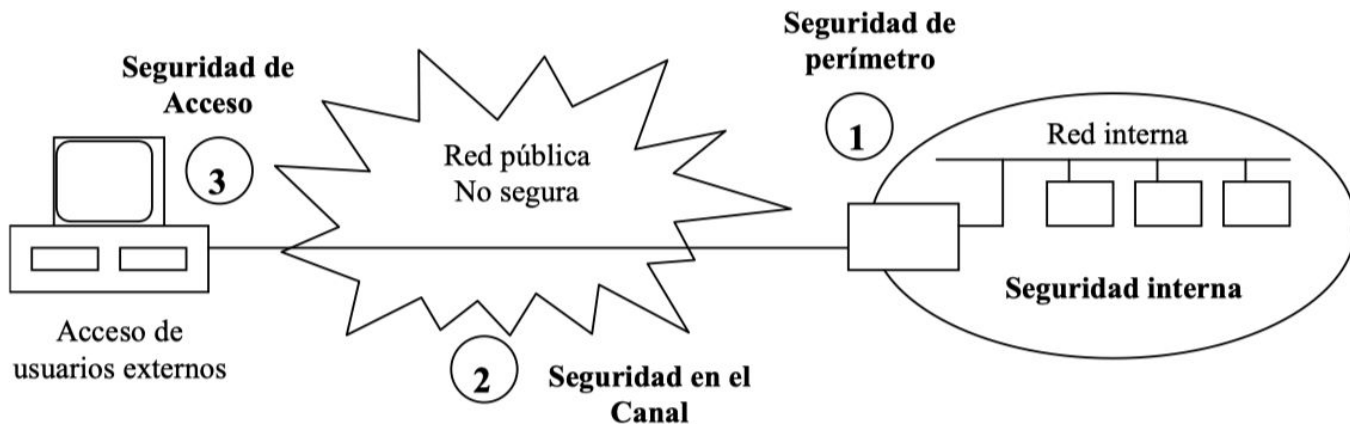 Seguridad de
Acceso
3
Acceso de
usuarios externos
Red pública
No segura
2
Seguridad en el
Canal
Seguridad de
perímetro
1
Red interna
Seguridad interna